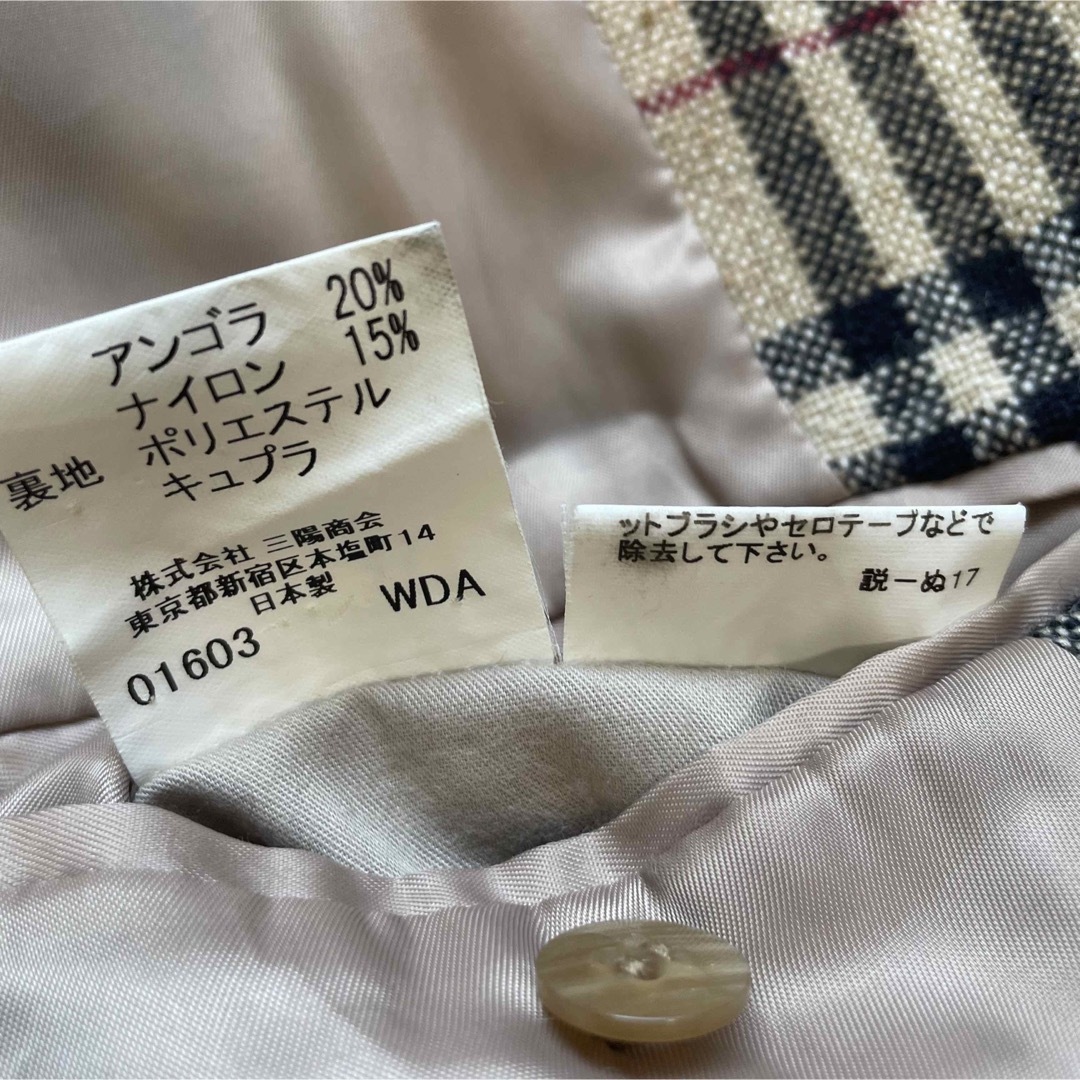 アンゴラ 20%
ナイロン 15%
裏地 ポリエステル
キュプラ
株式会社 三陽商会
東京都新宿区本塩町14
日本製 WDA
01603
ットブラシやセロテープなどで
除去して下さい。
説ーぬ17